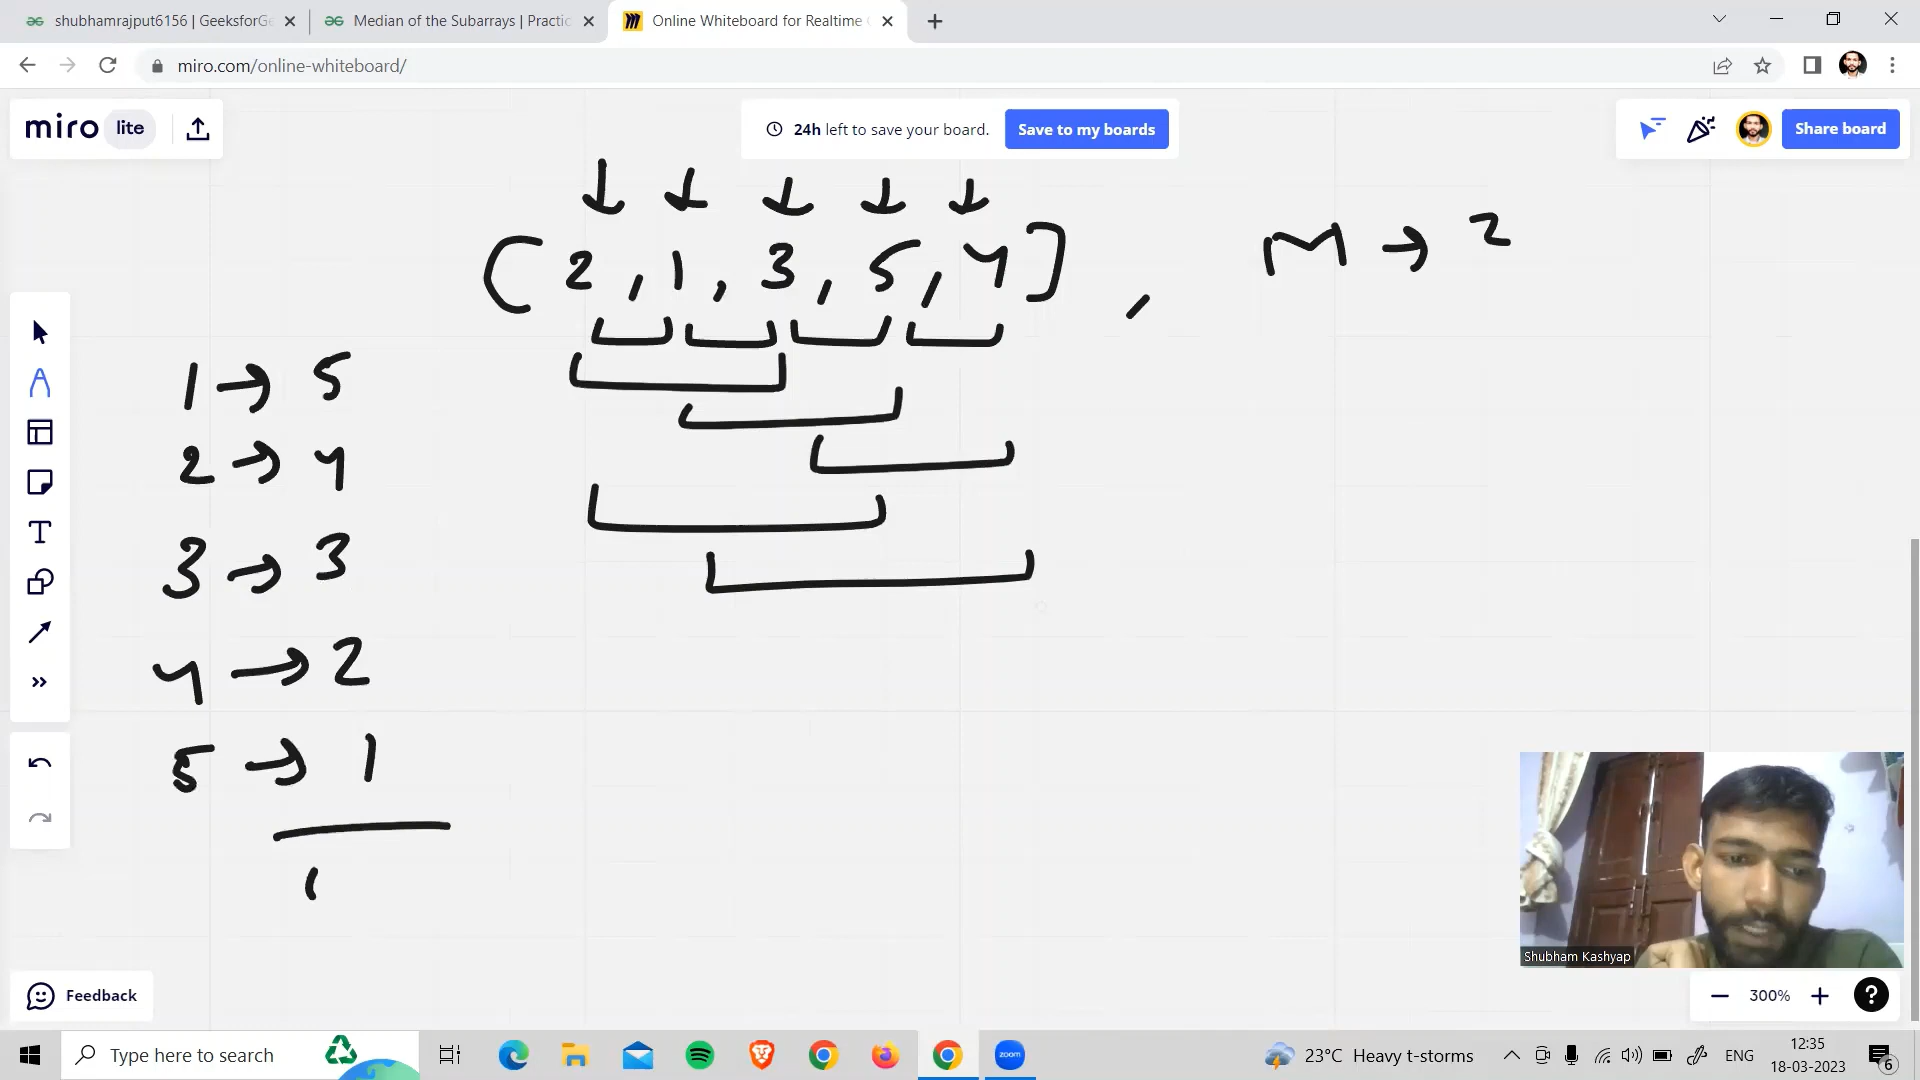 shubhamrajput6156 | GeeksforGe
Median of the Subarrays | Practic
Online Whiteboard for Realtime C
miro.com/online-whiteboard/
miro lite
24h left to save your board.
Save to my boards
Share board
[ 2 , 1 , 3 , 5 , 4 ] , M → 2
1 → 5
2 → 4
3 → 3
4 → 2
5 → 1
Shubham Kashyap
Feedback
300%
?
Type here to search
zoom
23°C Heavy t-storms
ENG
12:35
18-03-2023
6